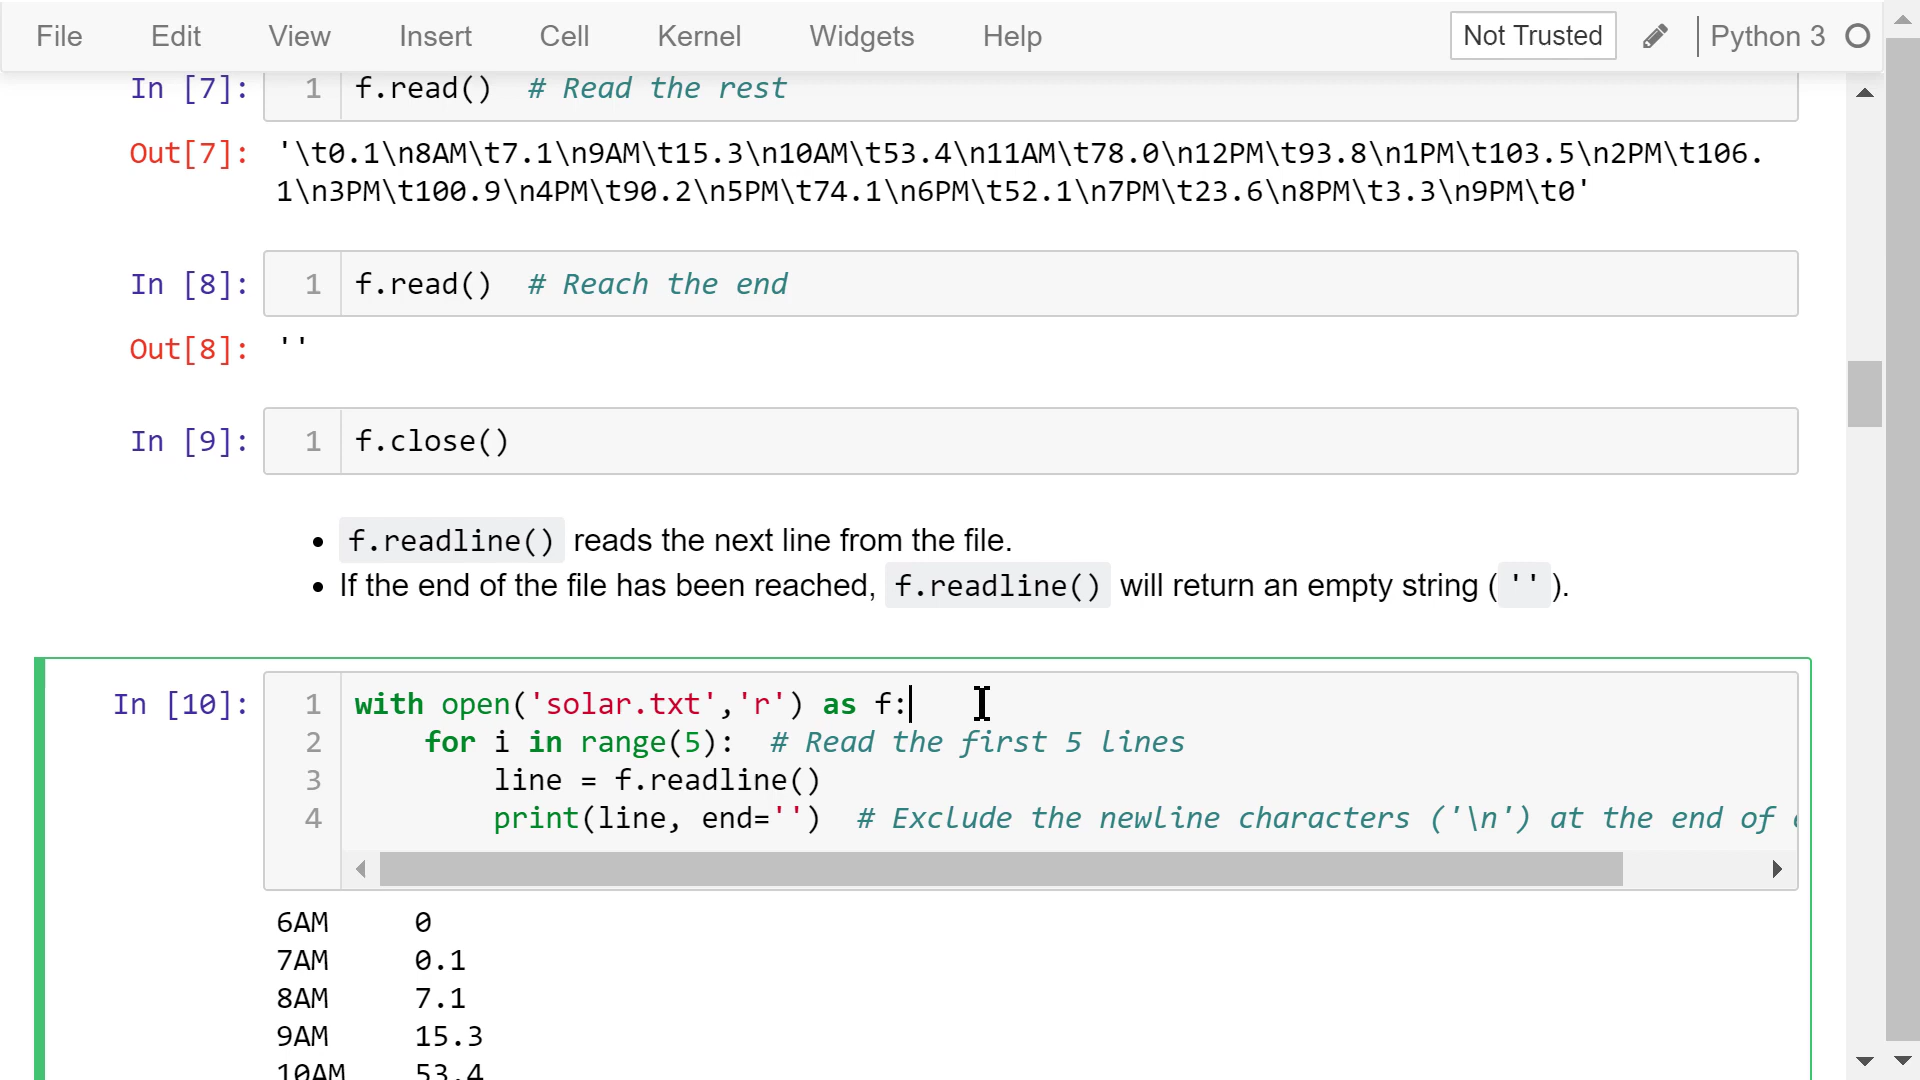 File Edit View Insert Cell Kernel Widgets Help Not Trusted Python 3
In [7]: 1 f.read()  # Read the rest
Out[7]: '\t0.1\n8AM\t7.1\n9AM\t15.3\n10AM\t53.4\n11AM\t78.0\n12PM\t93.8\n1PM\t103.5\n2PM\t106.
1\n3PM\t100.9\n4PM\t90.2\n5PM\t74.1\n6PM\t52.1\n7PM\t23.6\n8PM\t3.3\n9PM\t0'
In [8]: 1 f.read()  # Reach the end
Out[8]: ''
In [9]: 1 f.close()
• f.readline() reads the next line from the file.
• If the end of the file has been reached, f.readline() will return an empty string ( '' ).
In [10]: 1 with open('solar.txt','r') as f:
2     for i in range(5):  # Read the first 5 lines
3         line = f.readline()
4         print(line, end='')  # Exclude the newline characters ('\n') at the end of
6AM 0
7AM 0.1
8AM 7.1
9AM 15.3
10AM 53.4